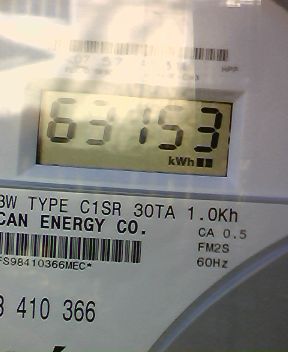 63153
kWh
3W TYPE C1SR 30TA 1.0Kh
CAN ENERGY CO.
CA 0.5
FM2S
FS98410366MEC*
60Hz
8 410 366